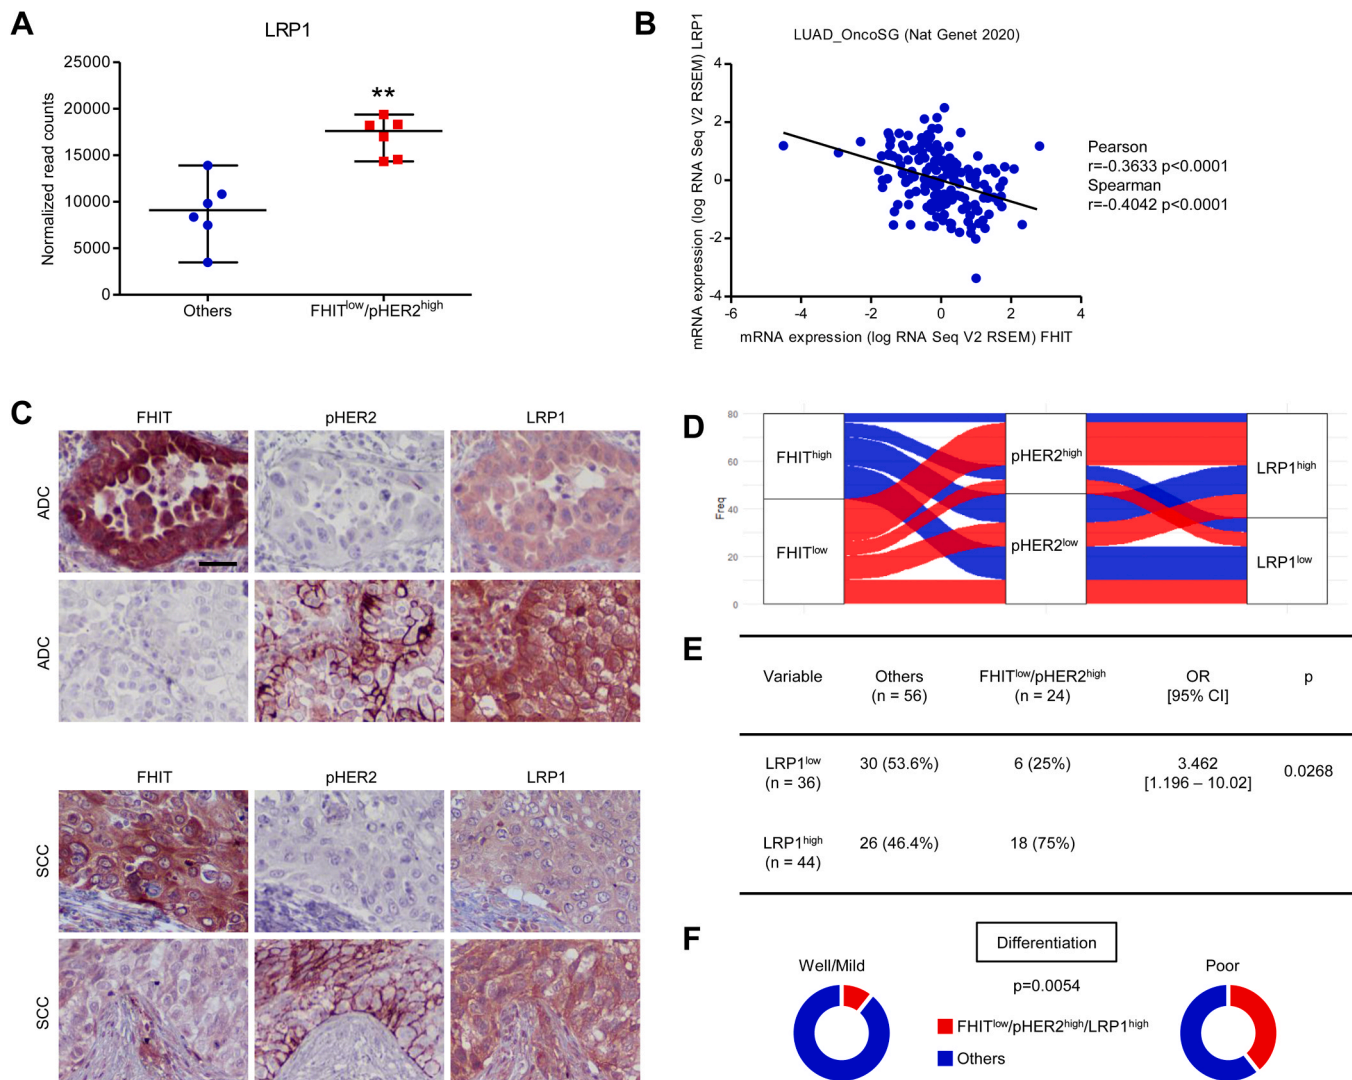 A
LRP1
Normalized read counts
25000
20000
15000
10000
5000
0
**
Others
FHITlow/pHER2high
B
LUAD_OncoSG (Nat Genet 2020)
mRNA expression (log RNA Seq V2 RSEM) LRP1
4
2
0
-2
-4
-6
-4
-2
0
2
4
mRNA expression (log RNA Seq V2 RSEM) FHIT
Pearson
r=-0.3633 p<0.0001
Spearman
r=-0.4042 p<0.0001
C
FHIT
pHER2
LRP1
ADC
ADC
FHIT
pHER2
LRP1
SCC
SCC
D
Freq
80
60
40
20
0
FHIThigh
FHITlow
pHER2high
pHER2low
LRP1high
LRP1low
E
Variable Others FHITlow/pHER2high OR p
(n = 56) (n = 24) [95% CI]
LRP1low 30 (53.6%) 6 (25%) 3.462 0.0268
(n = 36) [1.196 – 10.02]
LRP1high 26 (46.4%) 18 (75%)
(n = 44)
F
Differentiation
Well/Mild
p=0.0054
Poor
FHITlow/pHER2high/LRP1high
Others